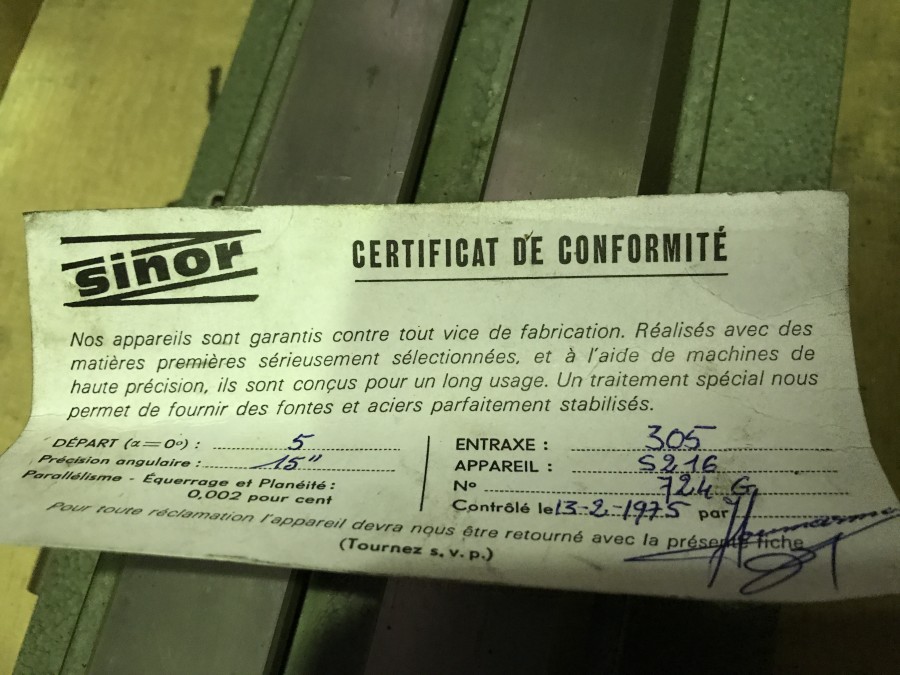 sinor
CERTIFICAT DE CONFORMITÉ
Nos appareils sont garantis contre tout vice de fabrication. Réalisés avec des
matières premières sérieusement sélectionnées, et à l'aide de machines de
haute précision, ils sont conçus pour un long usage. Un traitement spécial nous
permet de fournir des fontes et aciers parfaitement stabilisés.
DÉPART (α=0°) : 5
Précision angulaire : 15"
Parallélisme - Équerrage et Planéité :
0,002 pour cent
ENTRAXE : 305
APPAREIL : S216
N° 724 G
Contrôlé le 13-2-1975 par
Pour toute réclamation l'appareil devra nous être retourné avec la présente fiche
(Tournez s.v.p.)